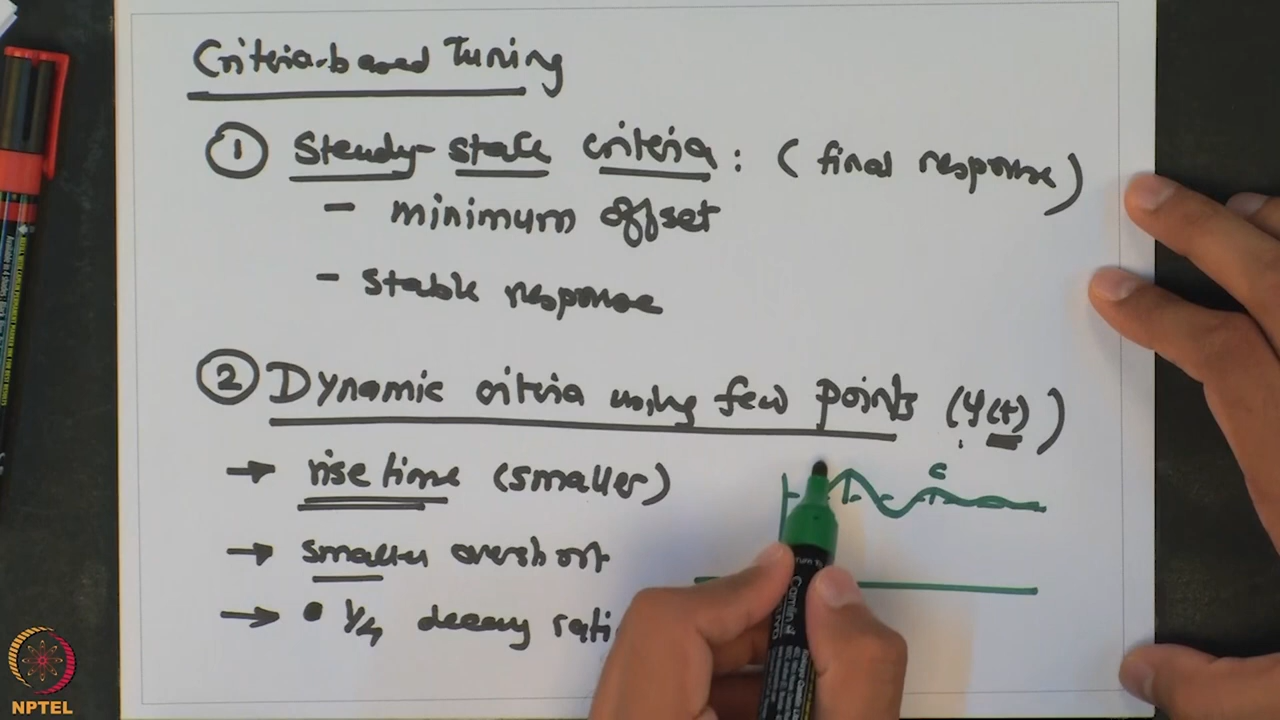 Criteria-based Tuning
① Steady-state criteria : (final response)
- minimum offset
- stable response
② Dynamic criteria using few points (y(t))
→ rise time (smaller)
→ smaller overshoot
→ • 1/4 decay rati
c
NPTEL